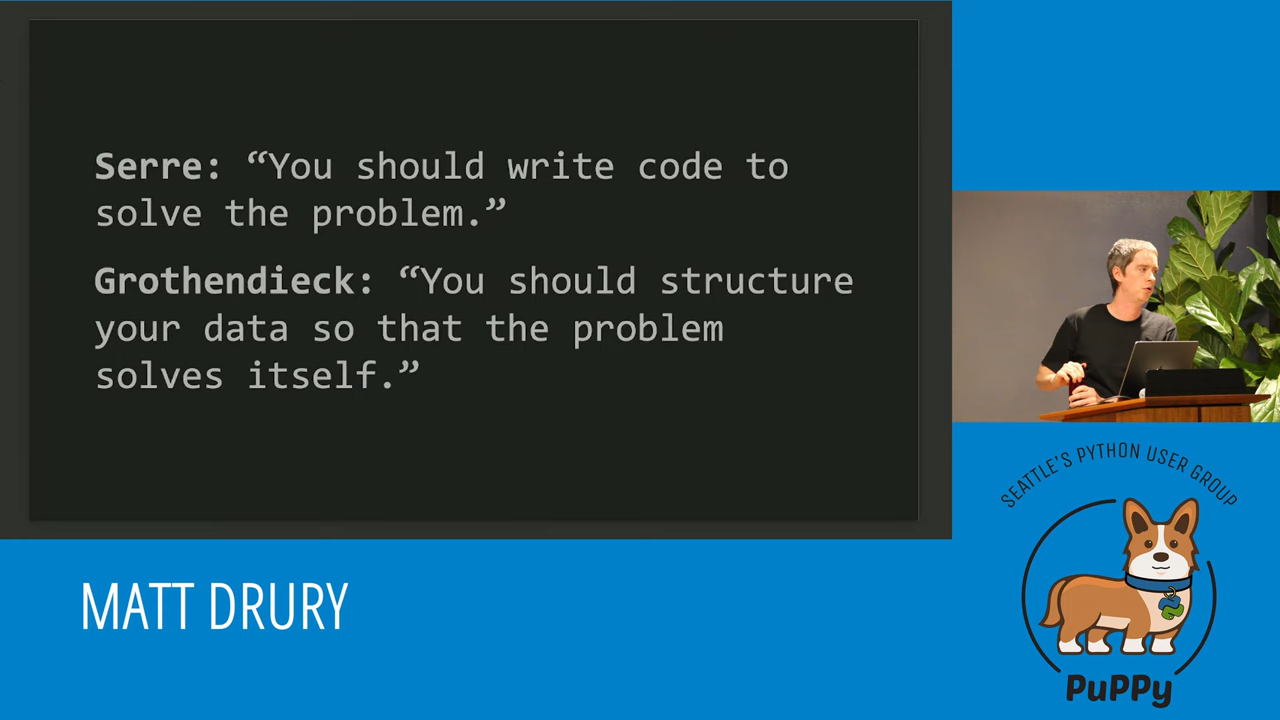 Serre: “You should write code to
solve the problem.”
Grothendieck: “You should structure
your data so that the problem
solves itself.”
MATT DRURY
SEATTLE'S PYTHON USER GROUP
PuPPy